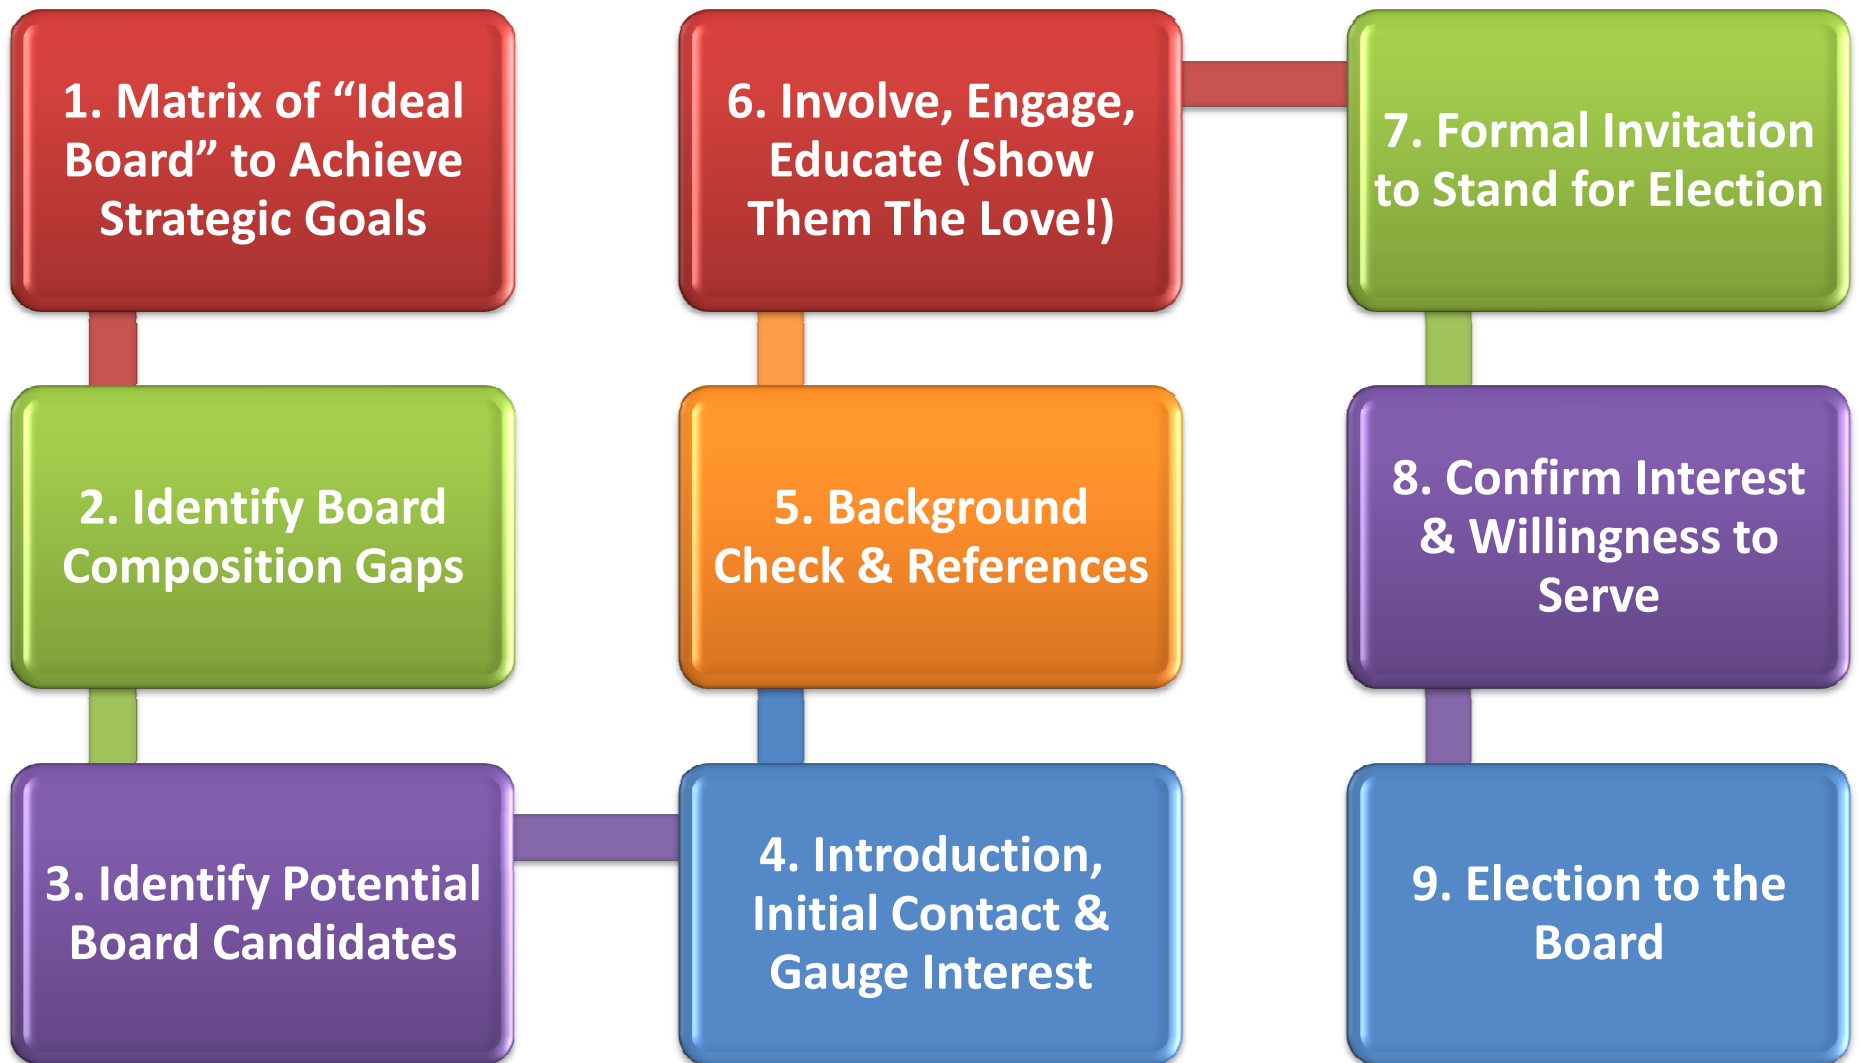 1. Matrix of “Ideal
Board” to Achieve
Strategic Goals
2. Identify Board
Composition Gaps
3. Identify Potential
Board Candidates
4. Introduction,
Initial Contact &
Gauge Interest
5. Background
Check & References
6. Involve, Engage,
Educate (Show
Them The Love!)
7. Formal Invitation
to Stand for Election
8. Confirm Interest
& Willingness to
Serve
9. Election to the
Board